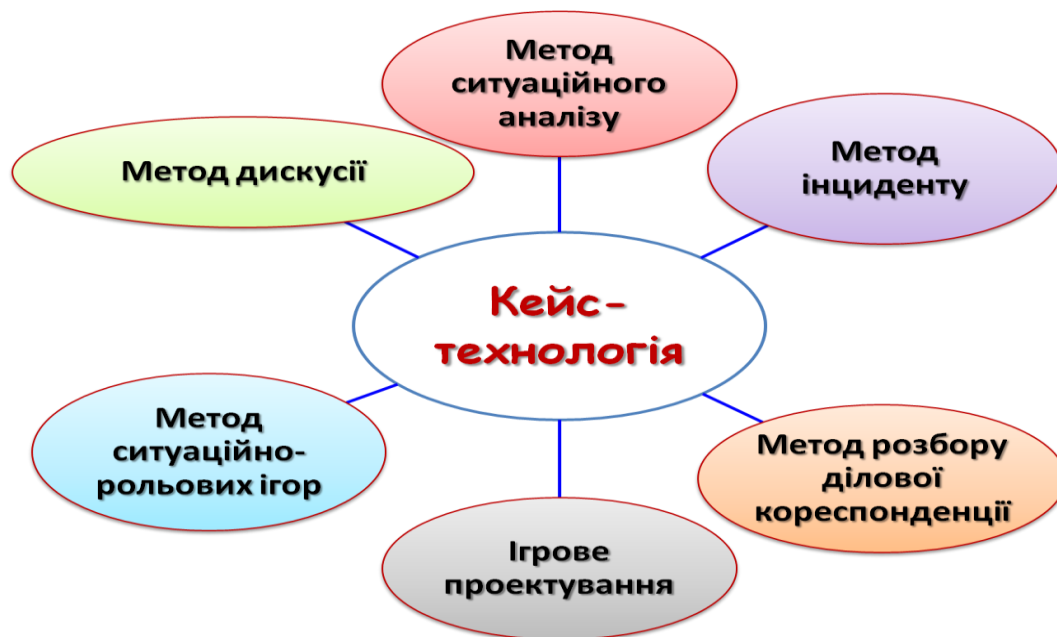 Метод
ситуаційного
аналізу
Метод дискусії
Метод
інциденту
Кейс-
технологія
Метод
ситуаційно-
рольових ігор
Метод розбору
ділової
кореспонденції
Ігрове
проектування